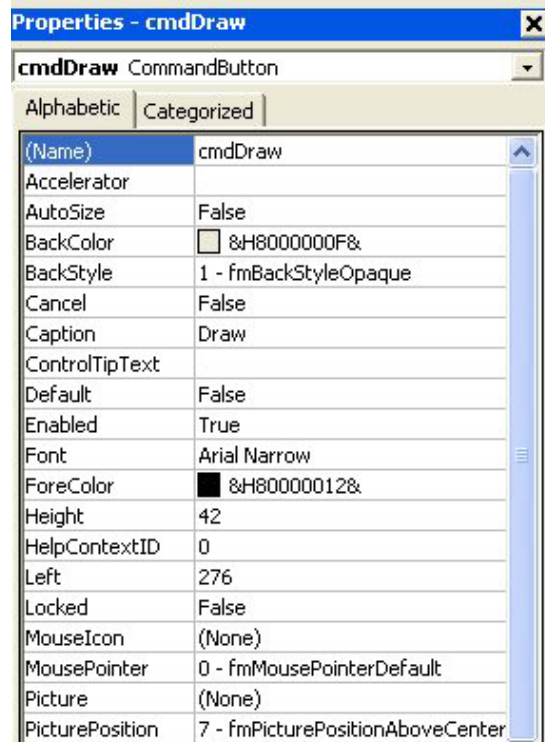 Properties - cmdDraw
cmdDraw CommandButton
Alphabetic Categorized
(Name) cmdDraw
Accelerator
AutoSize False
BackColor &H8000000F&
BackStyle 1 - fmBackStyleOpaque
Cancel False
Caption Draw
ControlTipText
Default False
Enabled True
Font Arial Narrow
ForeColor &H80000012&
Height 42
HelpContextID 0
Left 276
Locked False
MouseIcon (None)
MousePointer 0 - fmMousePointerDefault
Picture (None)
PicturePosition 7 - fmPicturePositionAboveCenter